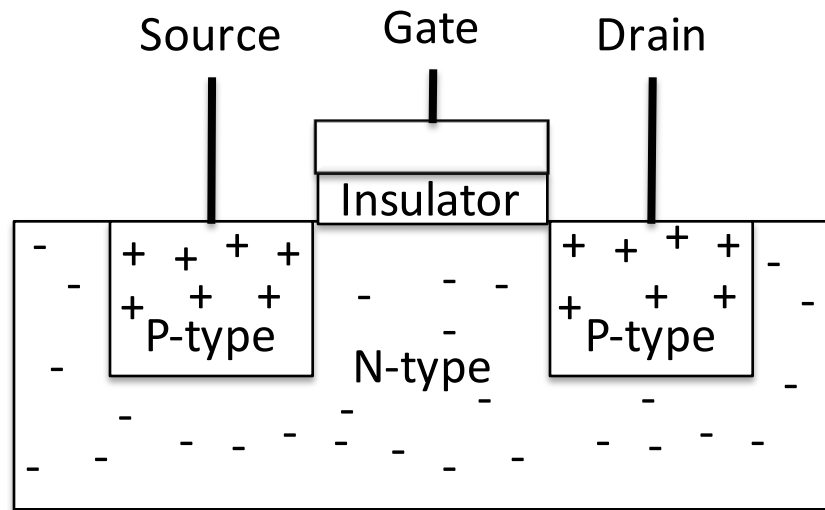 Source
Gate
Drain
Insulator
P-type
P-type
N-type